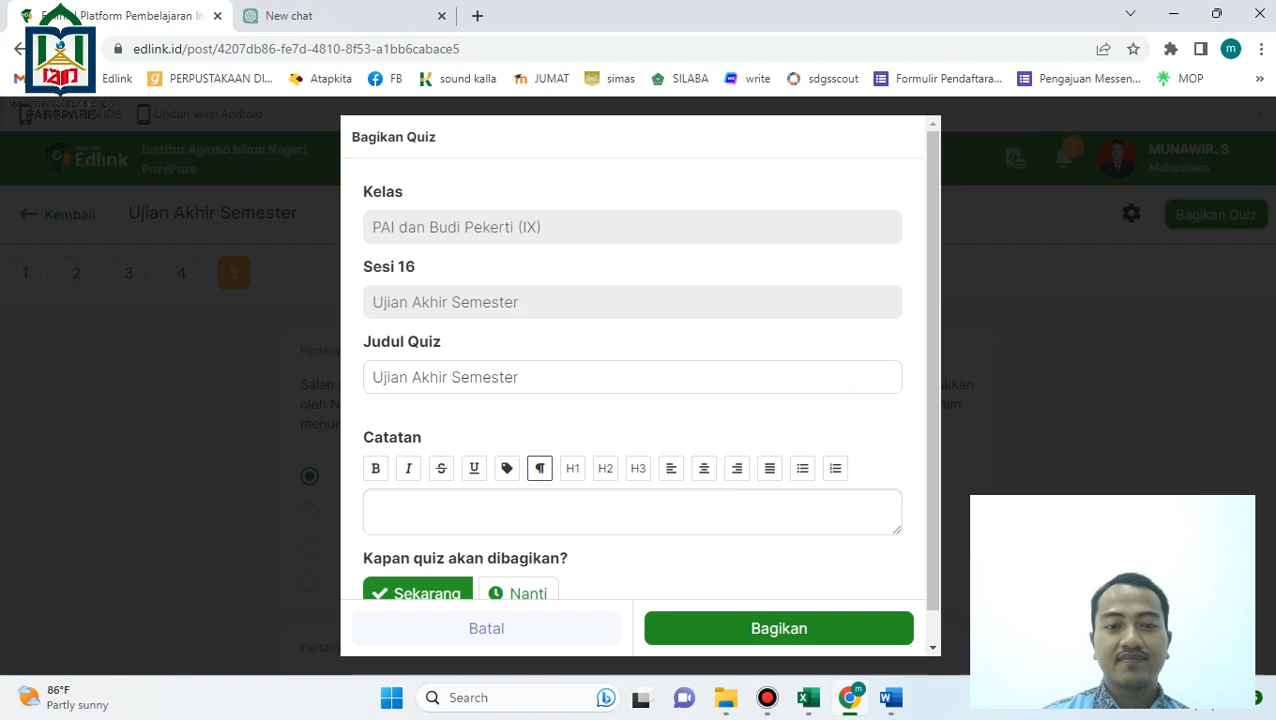 New chat
edlink.id/post/4207db86-fe7d-4810-8f53-a1bb6cabace5
Edlink
PERPUSTAKAAN DI...
Atapkita
FB
sound kalla
JUMAT
simas
SILABA
write
sdgsscout
Formulir Pendaftara...
Pengajuan Messen...
MOP
»
Unduh versi Android
Edlink
Institut Agama Islam Negeri
ParePare
1
MUNAWIR. S
Mahasiswa
Kembali
Ujian Akhir Semester
Bagikan Quiz
1
2
3
4
5
Bagikan Quiz
Kelas
PAI dan Budi Pekerti (IX)
Sesi 16
Ujian Akhir Semester
Judul Quiz
Ujian Akhir Semester
Catatan
B I S U ¶ H1 H2 H3
Kapan quiz akan dibagikan?
Sekarang
Nanti
Batal
Bagikan
86°F
Partly sunny
Search